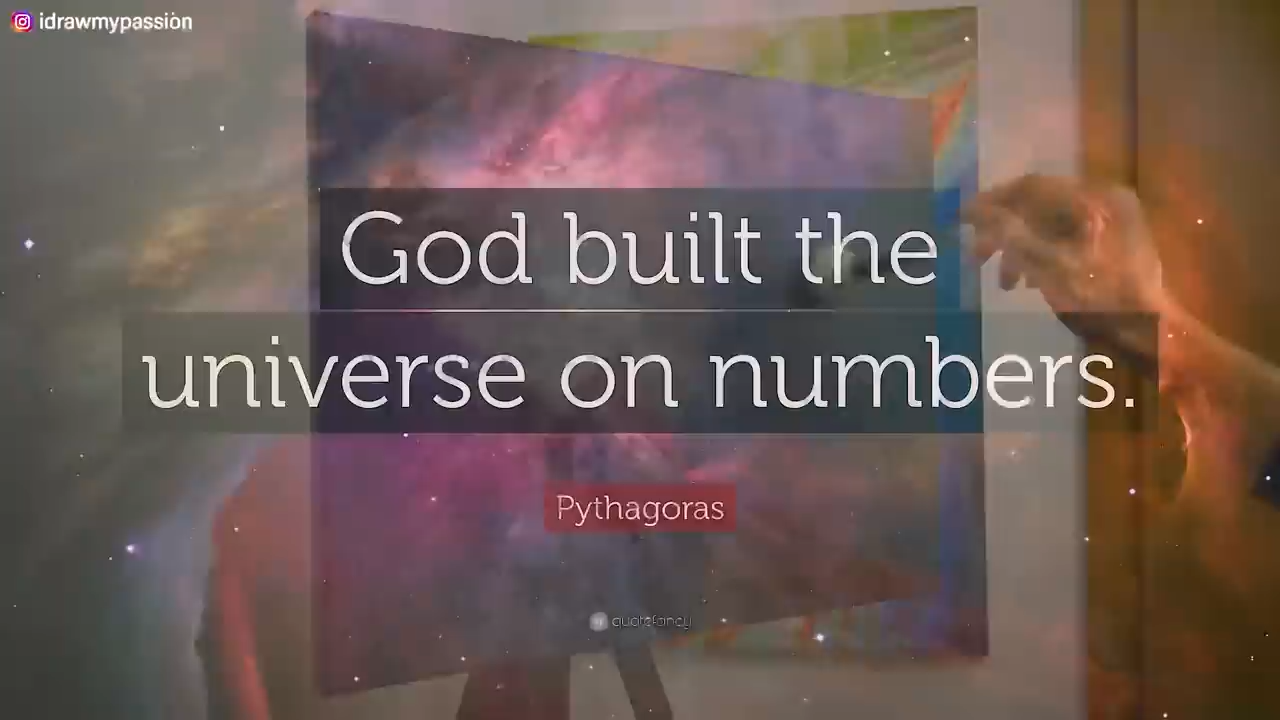 idrawmypassion
God built the
universe on numbers.
Pythagoras
quotefancy